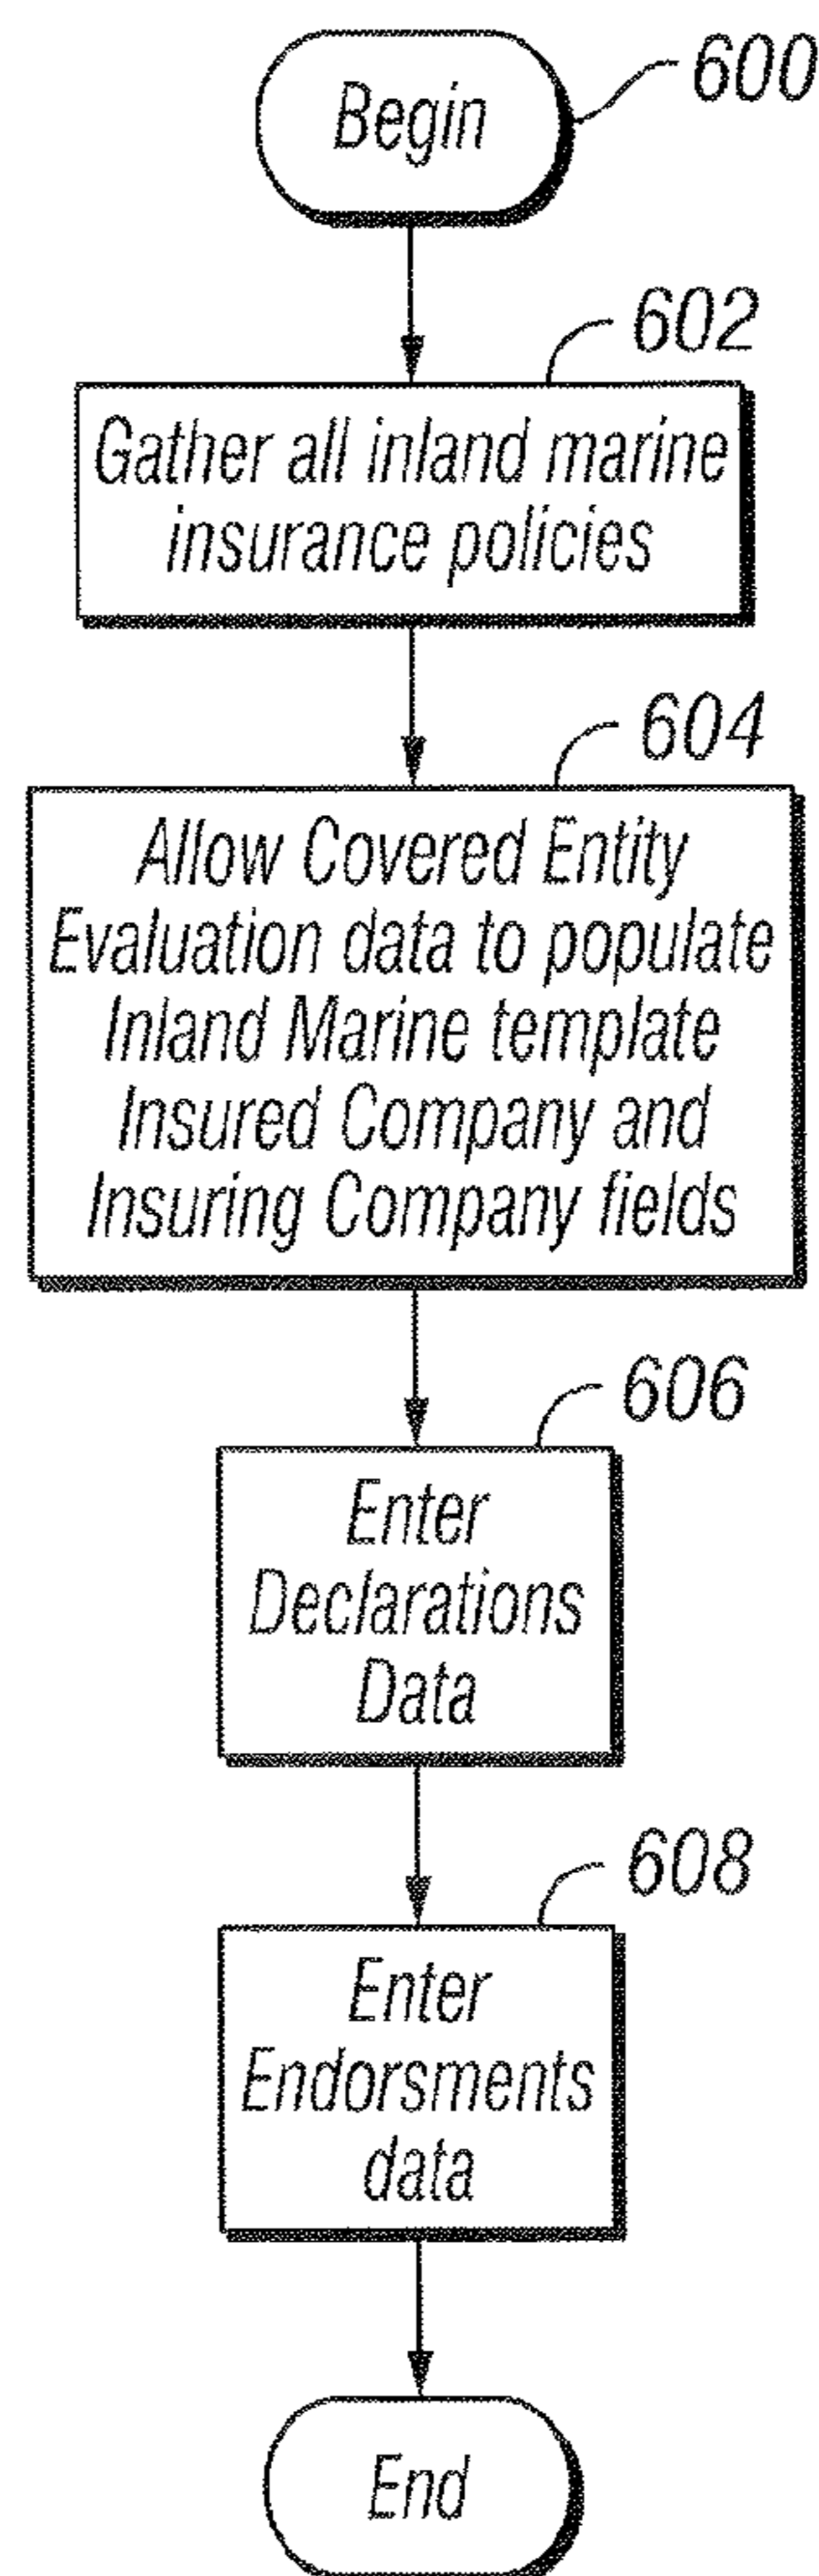 Begin
600
602
Gather all inland marine
insurance policies
604
Allow Covered Entity
Evaluation data to populate
Inland Marine template
Insured Company and
Insuring Company fields
606
Enter
Declarations
Data
608
Enter
Endorsments
data
End